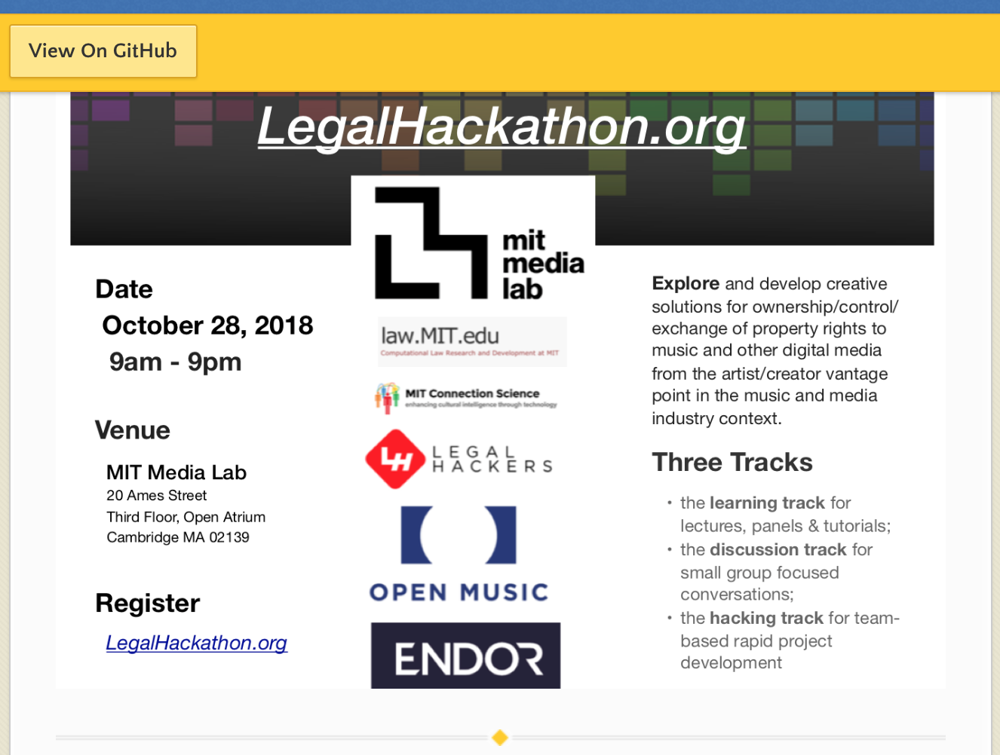 View On GitHub
LegalHackathon.org
mit
media
lab
Date
October 28, 2018
9am - 9pm
Venue
MIT Media Lab
20 Ames Street
Third Floor, Open Atrium
Cambridge MA 02139
Register
LegalHackathon.org
law.MIT.edu
Computational Law Research and Development at MIT
MIT Connection Science
enhancing cultural intelligence through technology
LH
LEGAL
HACKERS
OPEN MUSIC
ENDOR
Explore and develop creative
solutions for ownership/control/
exchange of property rights to
music and other digital media
from the artist/creator vantage
point in the music and media
industry context.
Three Tracks
• the learning track for
lectures, panels & tutorials;
• the discussion track for
small group focused
conversations;
• the hacking track for team-
based rapid project
development